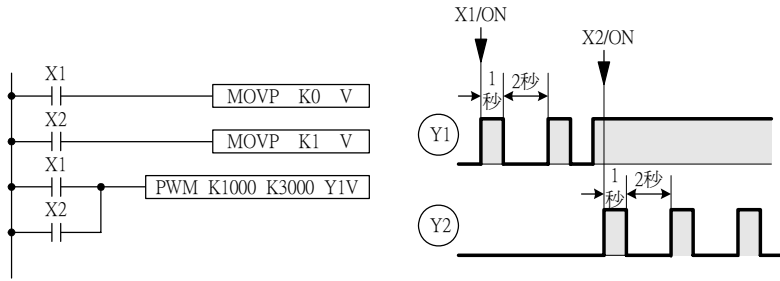 X1
MOVP K0 V
X2
MOVP K1 V
X1
PWM K1000 K3000 Y1V
X2
X1/ON
X2/ON
1
秒
2秒
Y1
1
秒
2秒
Y2